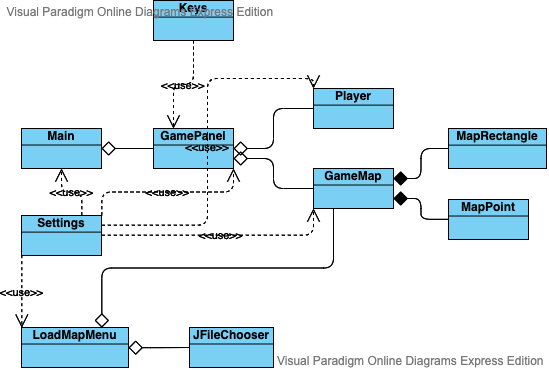 Visual Paradigm Online Diagrams Express Edition
Keys
<<use>>
Player
Main
GamePanel
MapRectangle
<<use>>
GameMap
<<use>>
<<use>>
MapPoint
Settings
<<use>>
<<use>>
LoadMapMenu
JFileChooser
Visual Paradigm Online Diagrams Express Edition